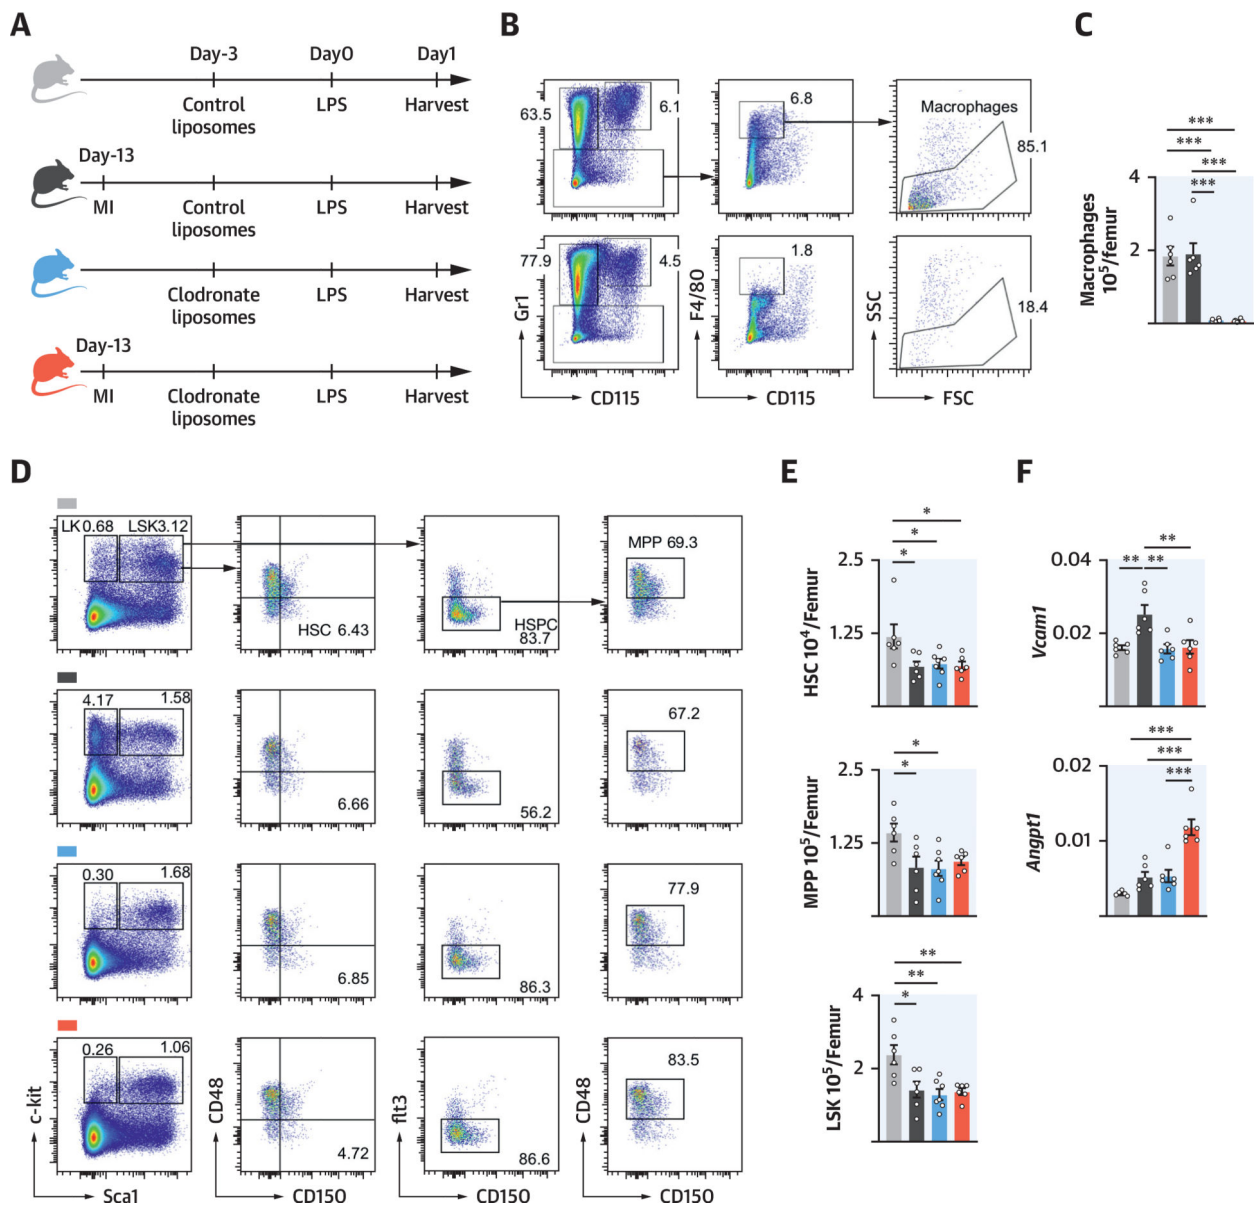 A
Day-3
Day0
Day1
Control
liposomes
LPS
Harvest
Day-13
MI
Control
liposomes
LPS
Harvest
Clodronate
liposomes
LPS
Harvest
Day-13
MI
Clodronate
liposomes
LPS
Harvest
B
63.5
6.1
6.8
Macrophages
85.1
77.9
4.5
1.8
18.4
Gr1
CD115
F4/80
CD115
SSC
FSC
C
***
***
***
***
4
2
Macrophages
10⁵/femur
D
LK 0.68
LSK3.12
HSC 6.43
HSPC
83.7
MPP 69.3
4.17
1.58
6.66
56.2
67.2
0.30
1.68
6.85
86.3
77.9
0.26
1.06
4.72
86.6
83.5
c-kit
Sca1
CD48
CD150
flt3
CD150
CD48
CD150
E
*
*
*
2.5
1.25
HSC 10⁴/Femur
*
*
2.5
1.25
MPP 10⁵/Femur
**
**
*
4
2
LSK 10⁵/Femur
F
**
** **
0.04
0.02
Vcam1
***
***
***
0.02
0.01
Angpt1